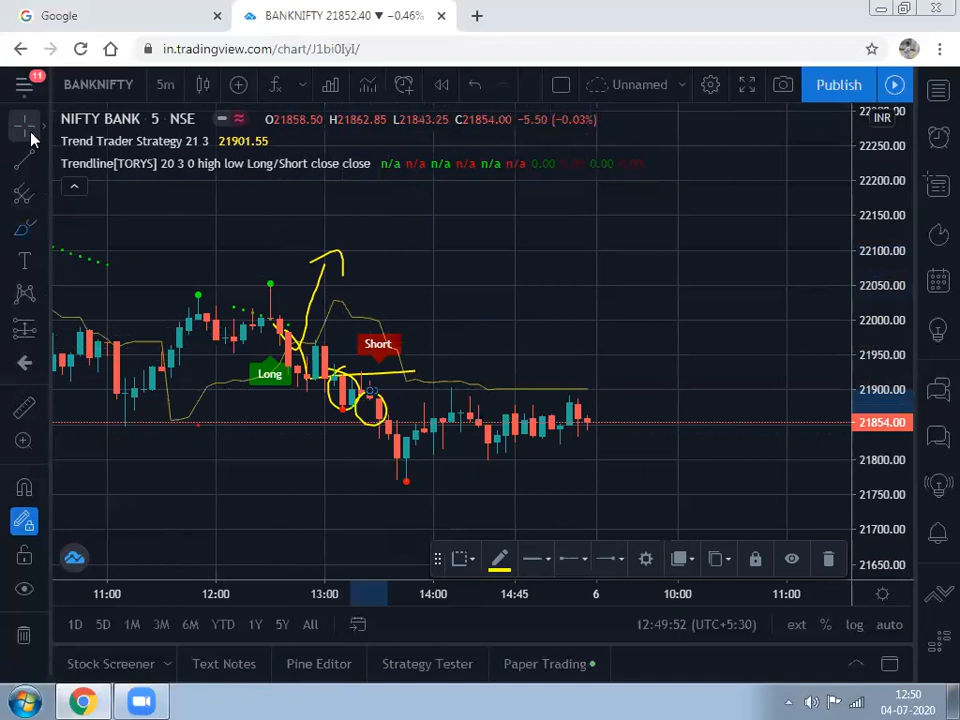 Google
BANKNIFTY 21852.40 ▼ −0.46%
in.tradingview.com/chart/J1bi0IyI/
11
BANKNIFTY
5m
Unnamed
Publish
NIFTY BANK · 5 · NSE
O21858.50 H21862.85 L21843.25 C21854.00 −5.50 (−0.03%)
INR
Trend Trader Strategy 21 3 21901.55
Trendline[TORYS] 20 3 0 high low Long/Short close close n/a n/a n/a n/a n/a n/a 0.00 0.00 0.00 0.00
22250.00
22200.00
22150.00
22100.00
22050.00
22000.00
21950.00
21900.00
21854.00
21800.00
21750.00
21700.00
21650.00
Short
Long
11:00
12:00
13:00
14:00
14:45
6
10:00
11:00
1D 5D 1M 3M 6M YTD 1Y 5Y All
12:49:52 (UTC+5:30)
ext % log auto
Stock Screener
Text Notes
Pine Editor
Strategy Tester
Paper Trading
12:50
04-07-2020